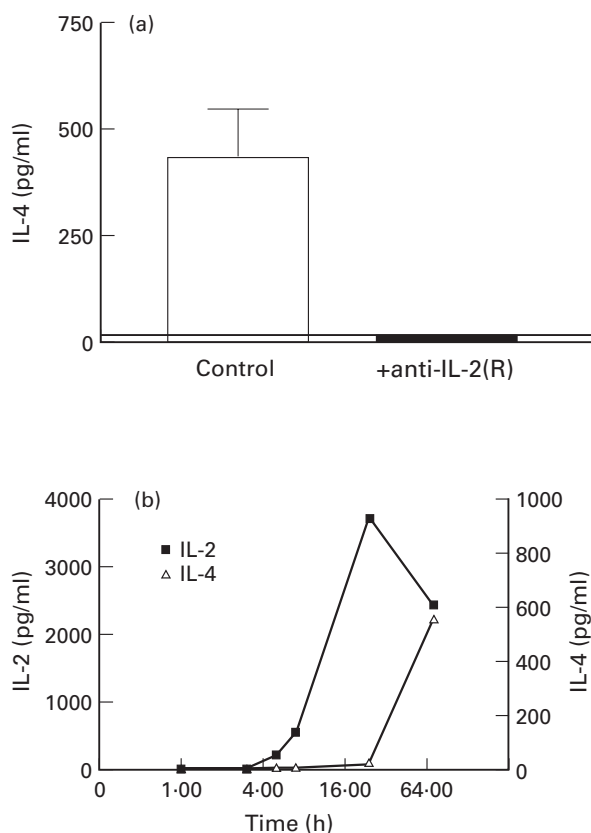 (a)
IL-4 (pg/ml)
750
500
250
0
Control +anti-IL-2(R)
(b)
IL-2 (pg/ml)
4000
3000
2000
1000
0
IL-2
IL-4
1000
800
600
400
200
0
IL-4 (pg/ml)
0 1·00 4·00 16·00 64·00
Time (h)